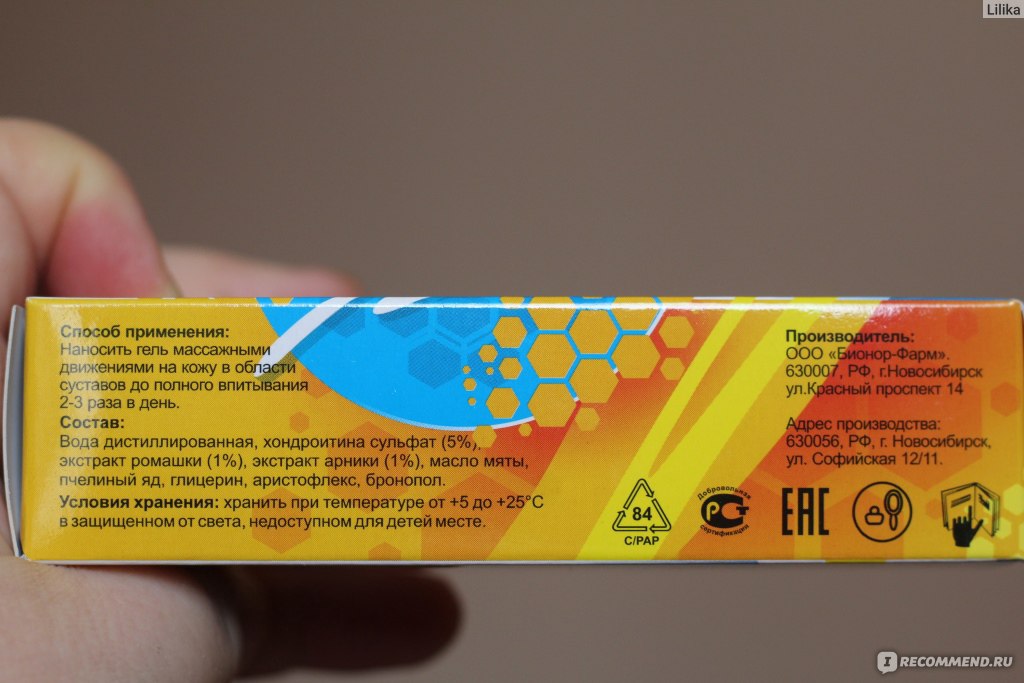 Lilika
Способ применения:
Наносить гель массажными
движениями на кожу в области
суставов до полного впитывания
2-3 раза в день.
Состав:
Вода дистиллированная, хондроитина сульфат (5%),
экстракт ромашки (1%), экстракт арники (1%), масло мяты,
пчелиный яд, глицерин, аристофлекс, бронопол.
Условия хранения: хранить при температуре от +5 до +25°С
в защищенном от света, недоступном для детей месте.
84
C/PAP
Добровольная
РСТ
сертификация
ЕАС
Производитель:
ООО «Бионор-Фарм».
630007, РФ, г.Новосибирск
ул.Красный проспект 14
Адрес производства:
630056, РФ, г. Новосибирск,
ул. Софийская 12/11.
IRECOMMEND.RU